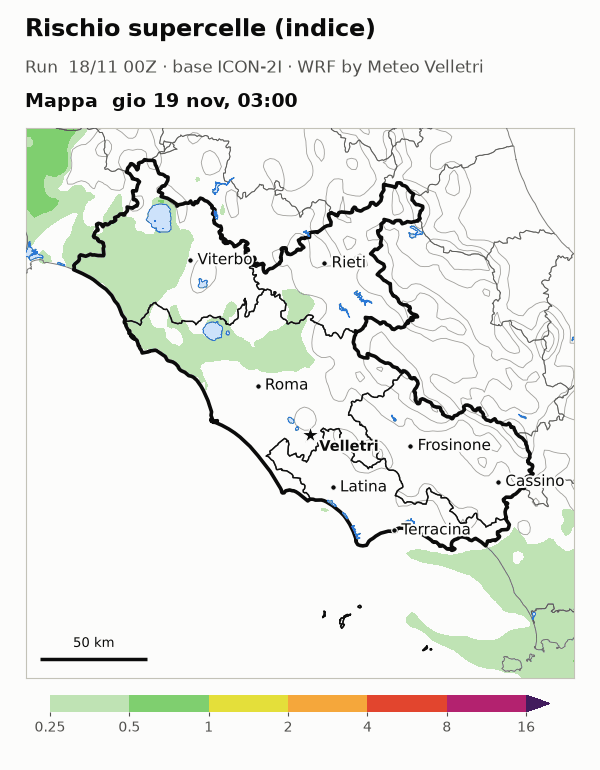 Rischio supercelle (indice)
Run 18/11 00Z · base ICON-2I · WRF by Meteo Velletri
Mappa gio 19 nov, 03:00
Viterbo
Rieti
Roma
Velletri
Frosinone
Cassino
Latina
Terracina
50 km
0.25 0.5 1 2 4 8 16